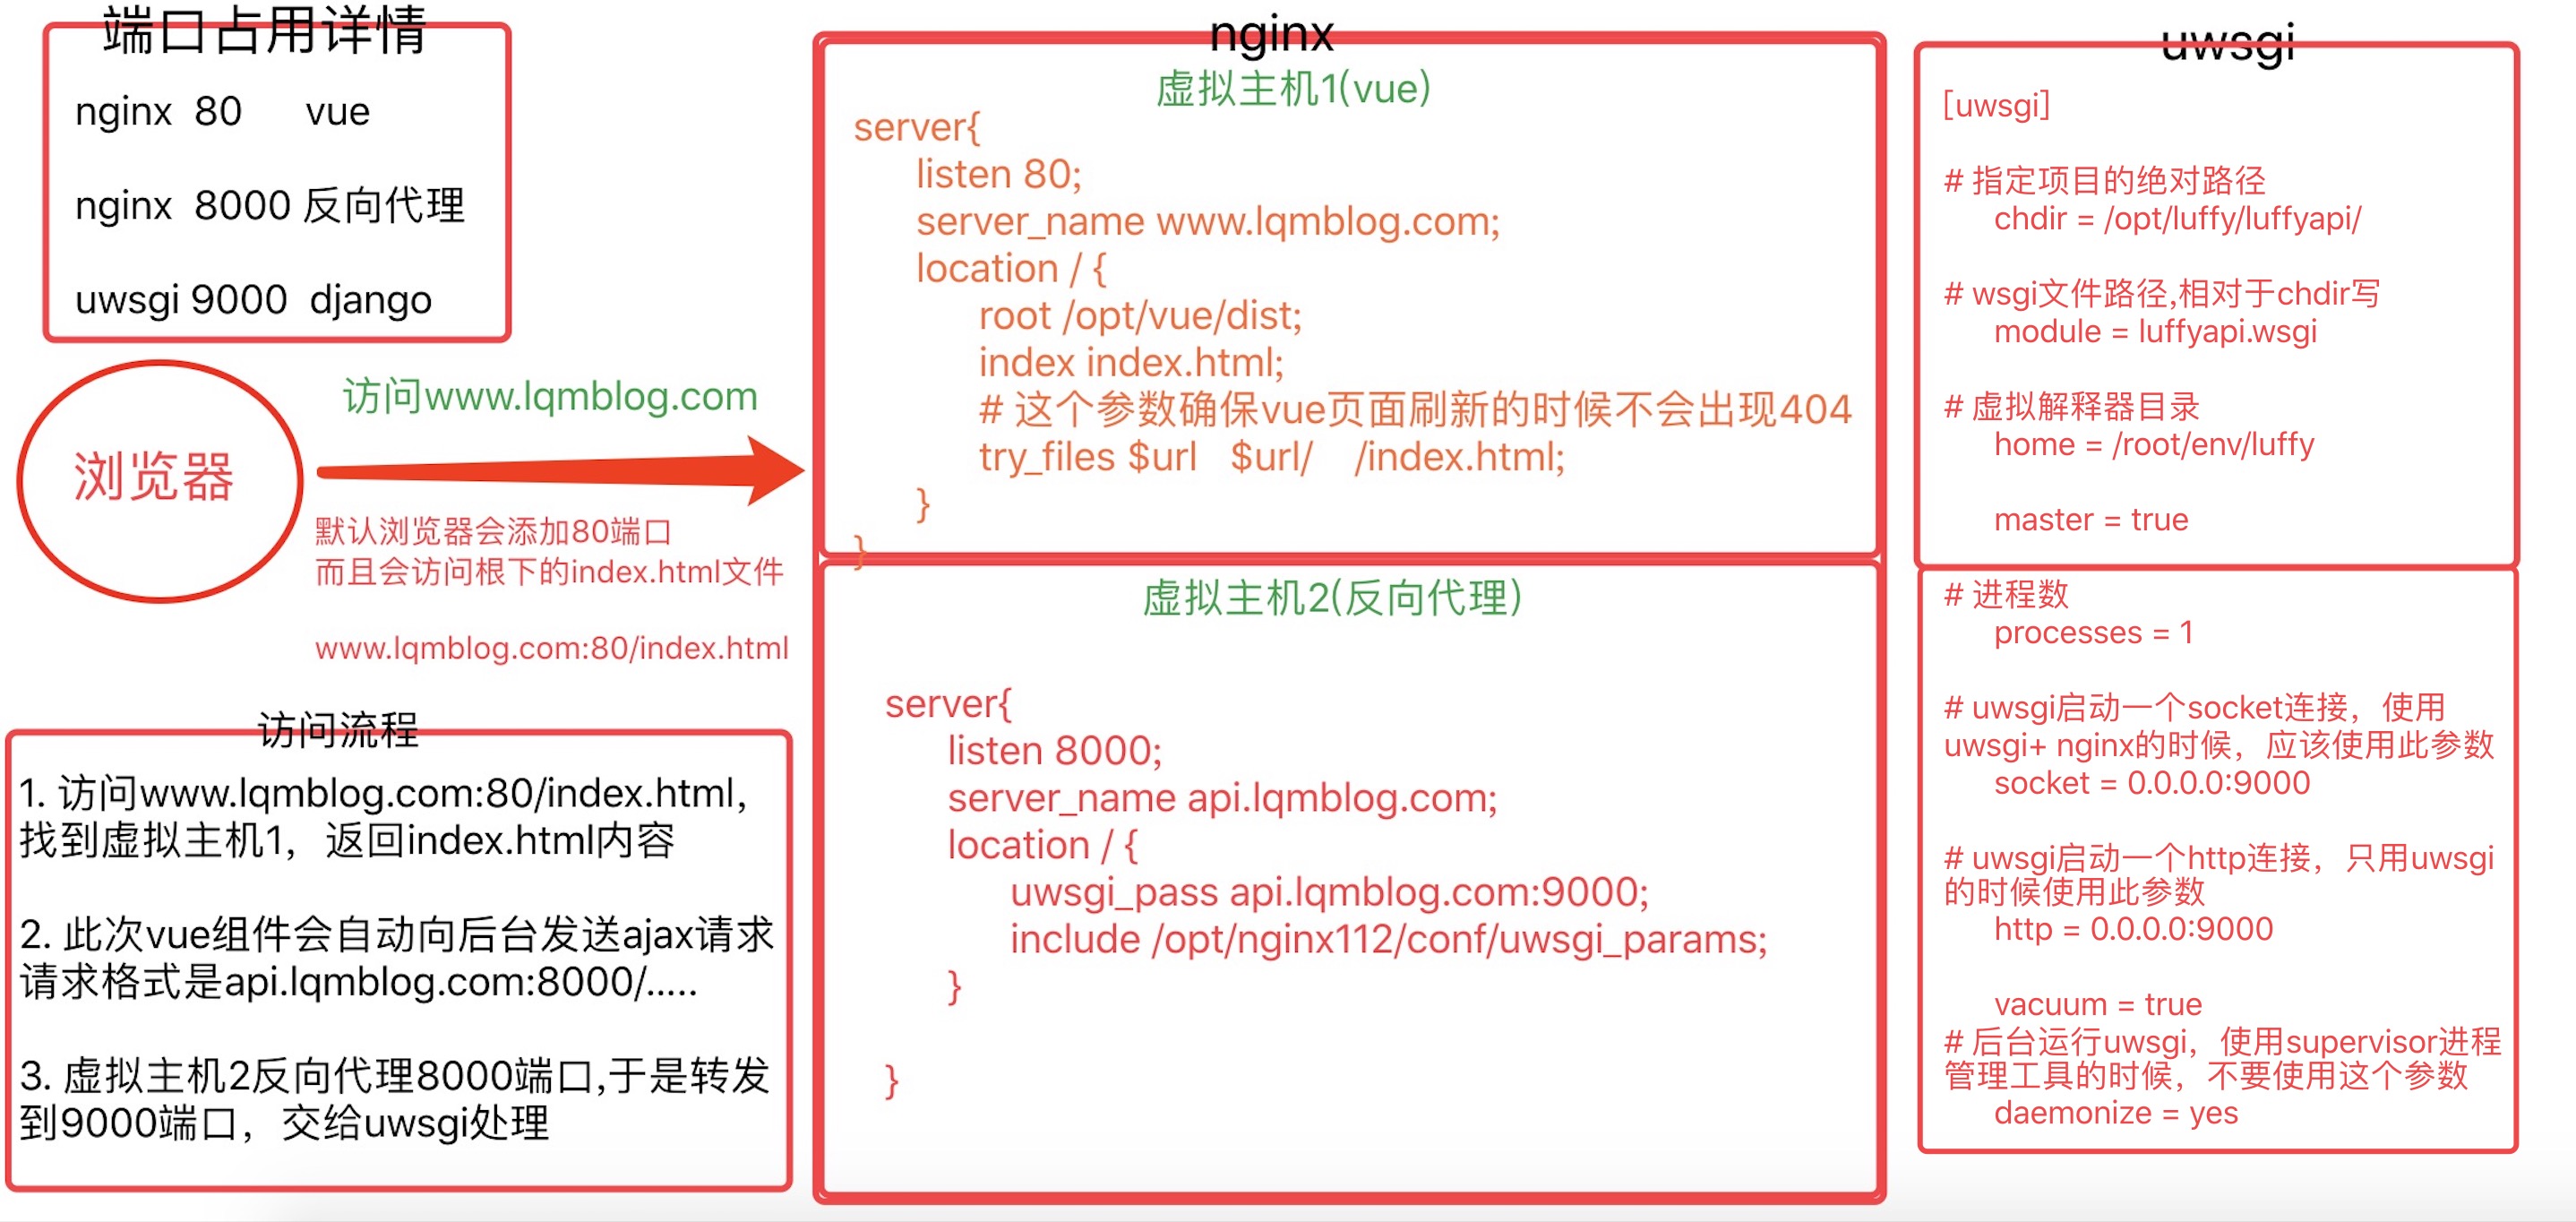 端口占用详情
nginx 80 vue
nginx 8000 反向代理
uwsgi 9000 django
浏览器
访问www.lqmblog.com
默认浏览器会添加80端口
而且会访问根下的index.html文件
www.lqmblog.com:80/index.html
访问流程
1. 访问www.lqmblog.com:80/index.html，
找到虚拟主机1，返回index.html内容
2. 此次vue组件会自动向后台发送ajax请求
请求格式是api.lqmblog.com:8000/.....
3. 虚拟主机2反向代理8000端口,于是转发
到9000端口，交给uwsgi处理
nginx
虚拟主机1(vue)
server{
listen 80;
server_name www.lqmblog.com;
location / {
root /opt/vue/dist;
index index.html;
# 这个参数确保vue页面刷新的时候不会出现404
try_files $url $url/ /index.html;
}
}
虚拟主机2(反向代理)
server{
listen 8000;
server_name api.lqmblog.com;
location / {
uwsgi_pass api.lqmblog.com:9000;
include /opt/nginx112/conf/uwsgi_params;
}
}
uwsgi
[uwsgi]
# 指定项目的绝对路径
chdir = /opt/luffy/luffyapi/
# wsgi文件路径,相对于chdir写
module = luffyapi.wsgi
# 虚拟解释器目录
home = /root/env/luffy
master = true
# 进程数
processes = 1
# uwsgi启动一个socket连接，使用
uwsgi+ nginx的时候，应该使用此参数
socket = 0.0.0.0:9000
# uwsgi启动一个http连接，只用uwsgi
的时候使用此参数
http = 0.0.0.0:9000
vacuum = true
# 后台运行uwsgi，使用supervisor进程
管理工具的时候，不要使用这个参数
daemonize = yes